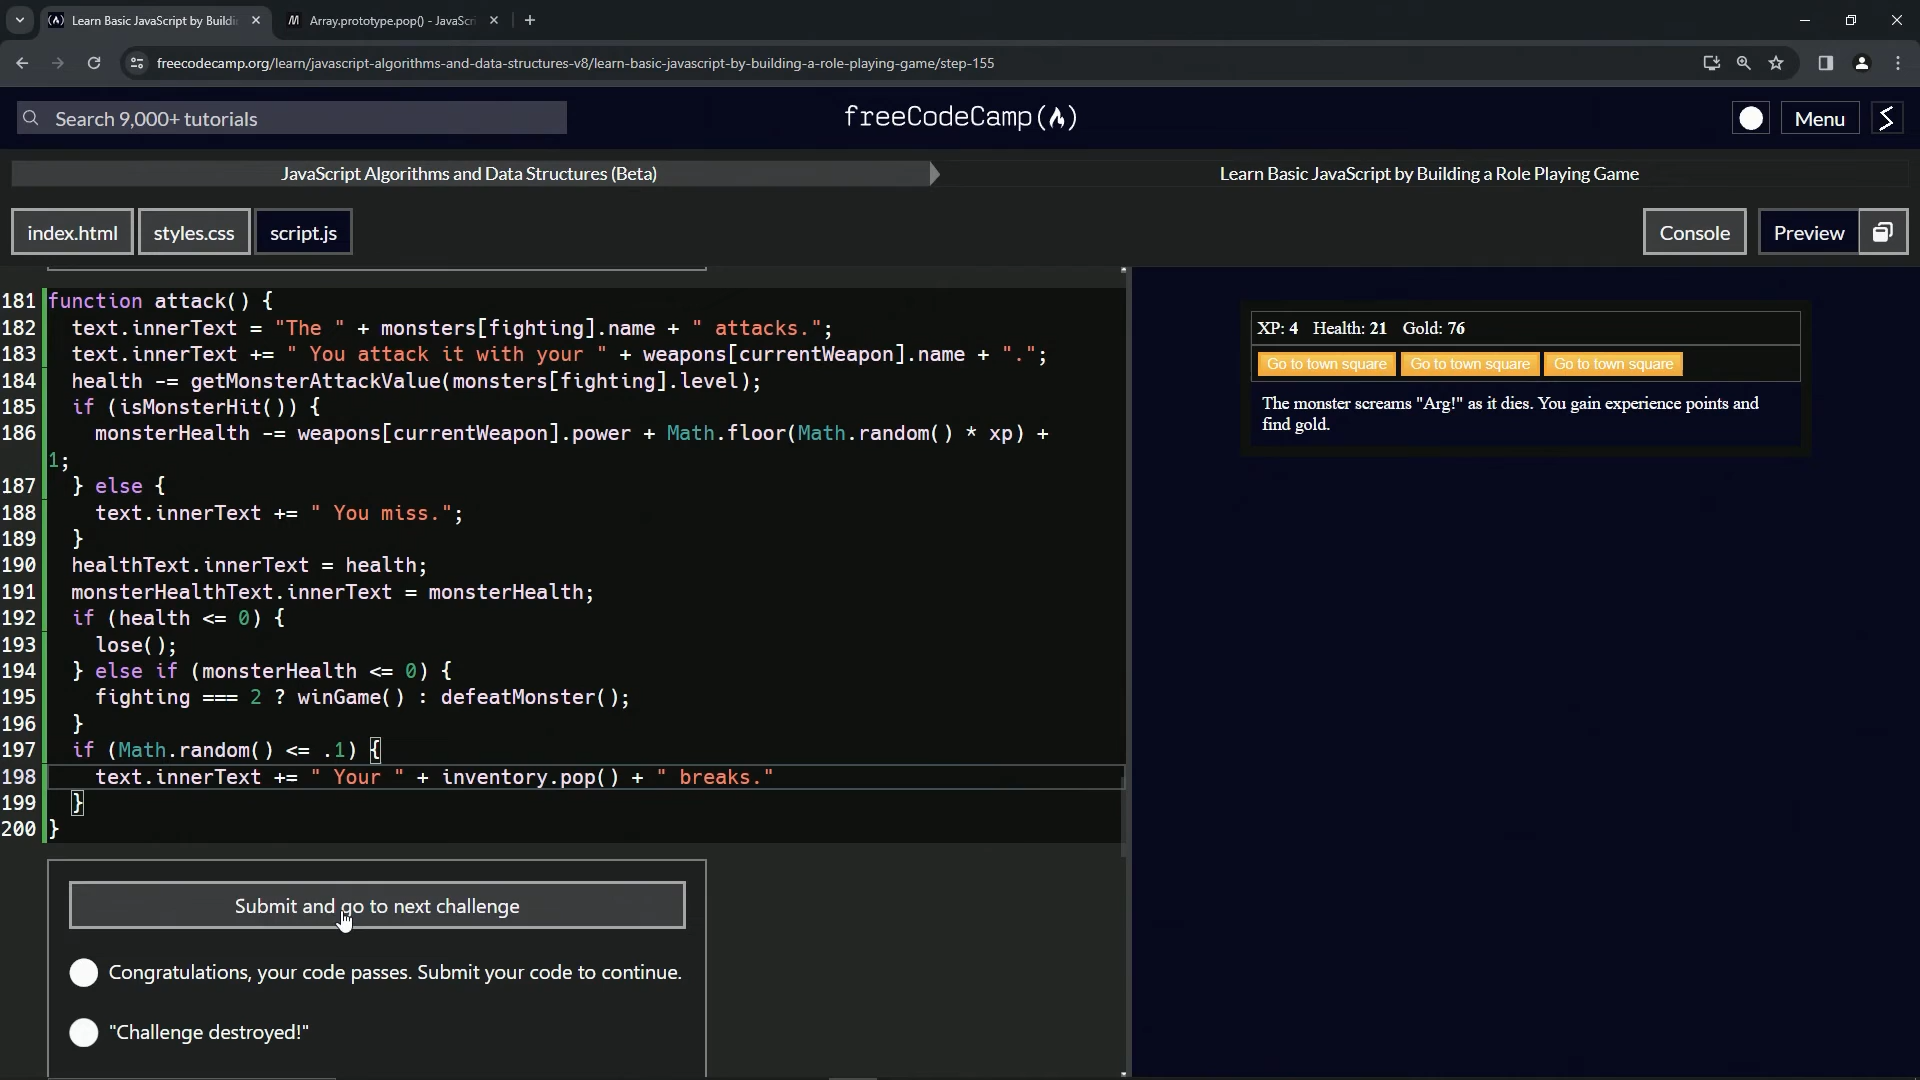 Learn Basic JavaScript by Buildi
Array.prototype.pop() - JavaScr
freecodecamp.org/learn/javascript-algorithms-and-data-structures-v8/learn-basic-javascript-by-building-a-role-playing-game/step-155
Search 9,000+ tutorials
freeCodeCamp
Menu
JavaScript Algorithms and Data Structures (Beta)
Learn Basic JavaScript by Building a Role Playing Game
index.html
styles.css
script.js
Console
Preview
181 function attack() {
182 text.innerText = "The " + monsters[fighting].name + " attacks.";
183 text.innerText += " You attack it with your " + weapons[currentWeapon].name + ".";
184 health -= getMonsterAttackValue(monsters[fighting].level);
185 if (isMonsterHit()) {
186 monsterHealth -= weapons[currentWeapon].power + Math.floor(Math.random() * xp) +
1;
187 } else {
188 text.innerText += " You miss.";
189 }
190 healthText.innerText = health;
191 monsterHealthText.innerText = monsterHealth;
192 if (health <= 0) {
193 lose();
194 } else if (monsterHealth <= 0) {
195 fighting === 2 ? winGame() : defeatMonster();
196 }
197 if (Math.random() <= .1) {
198 text.innerText += " Your " + inventory.pop() + " breaks."
199 }
200 }
XP: 4 Health: 21 Gold: 76
Go to town square
Go to town square
Go to town square
The monster screams "Arg!" as it dies. You gain experience points and
find gold.
Submit and go to next challenge
Congratulations, your code passes. Submit your code to continue.
"Challenge destroyed!"